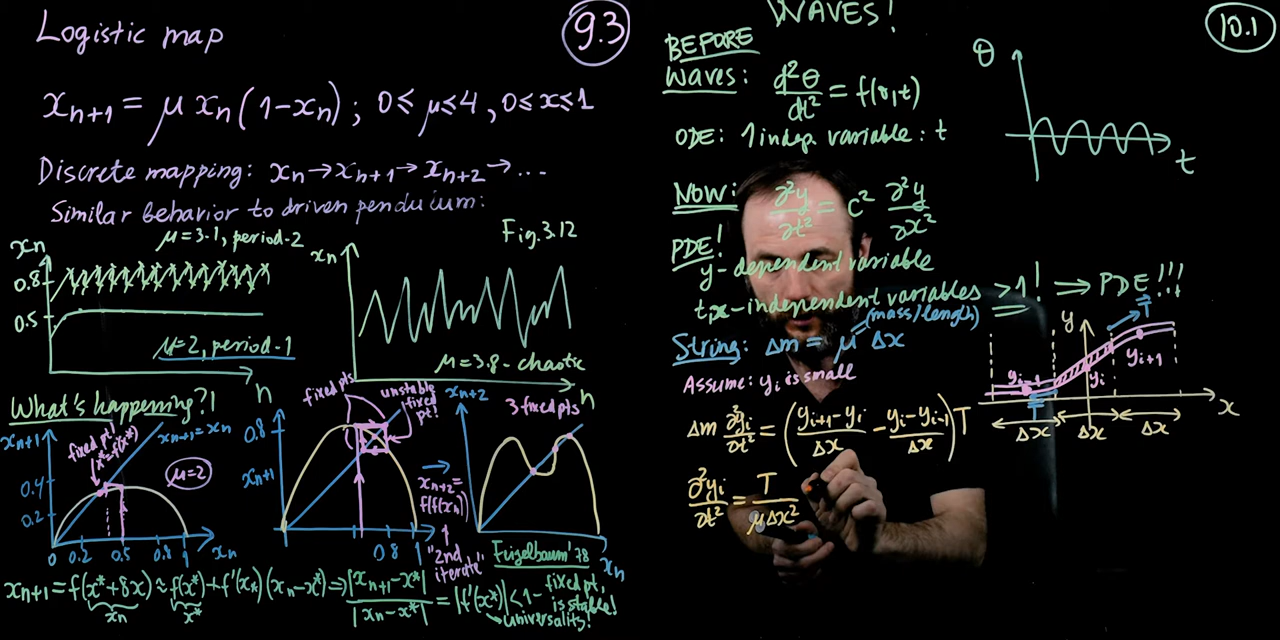 Logistic map
9.3
xₙ₊₁ = μ xₙ (1-xₙ) ; 0 ≤ μ ≤ 4 , 0 ≤ x ≤ 1
Discrete mapping: xₙ → xₙ₊₁ → xₙ₊₂ → ...
Similar behavior to driven pendulum:
xₙ
μ=3.1, period-2
0.8
0.5
μ=2, period-1
n
Fig. 3.12
xₙ
μ=3.8 - chaotic
n
What's happening?!
xₙ₊₁
fixed pt!
x*=f(x*)
xₙ₊₁=xₙ
μ=2
0.4
0.2
0 0.2 0.5 0.8 1 xₙ
fixed pts
unstable fixed pt!
0.8
xₙ₊₁
0.8 1
→
xₙ₊₂= f(f(xₙ))
↑
"2nd iterate"
xₙ₊₂
3 fixed pts
Feigelbaum '78
xₙ
xₙ₊₁ = f(x*+δx) ≈ f(x*) + f'(x*)(xₙ-x*) ⇒ |xₙ₊₁-x*| / |xₙ-x*| = |f'(x*)| < 1 - fixed pt. is stable!
xₙ
x*
→ universality!
WAVES!
10.1
BEFORE
Waves: d²θ/dt² = f(θ,t)
ODE: 1 indep. variable: t
θ
t
NOW: ∂²y/∂t² = c² ∂²y/∂x²
PDE!
y - dependent variable
t,x - independent variables > 1! ⇒ PDE!!!
String: Δm = μ Δx
(mass/length)
Assume: yᵢ is small
Δm ∂²yᵢ/∂t² = ( (yᵢ₊₁-yᵢ)/Δx - (yᵢ-yᵢ₋₁)/Δx ) T
∂²yᵢ/∂t² = T/(μΔx²)
y
T⃗
yᵢ₋₁
yᵢ
yᵢ₊₁
T⃗
x
Δx Δx Δx